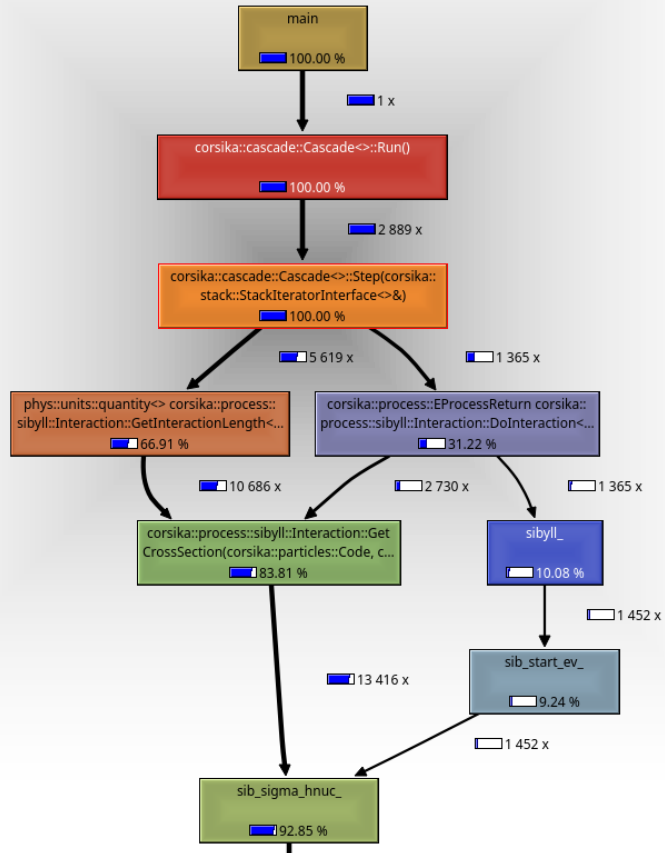 main
100.00 %
1 x
corsika::cascade::Cascade<>::Run()
100.00 %
2 889 x
corsika::cascade::Cascade<>::Step(corsika::
stack::StackIteratorInterface<>&)
100.00 %
5 619 x
1 365 x
phys::units::quantity<> corsika::process::
sibyll::Interaction::GetInteractionLength<...
66.91 %
corsika::process::EProcessReturn corsika::
process::sibyll::Interaction::DoInteraction<...
31.22 %
10 686 x
2 730 x
1 365 x
corsika::process::sibyll::Interaction::Get
CrossSection(corsika::particles::Code, c...
83.81 %
sibyll_
10.08 %
1 452 x
sib_start_ev_
9.24 %
13 416 x
1 452 x
sib_sigma_hnuc_
92.85 %